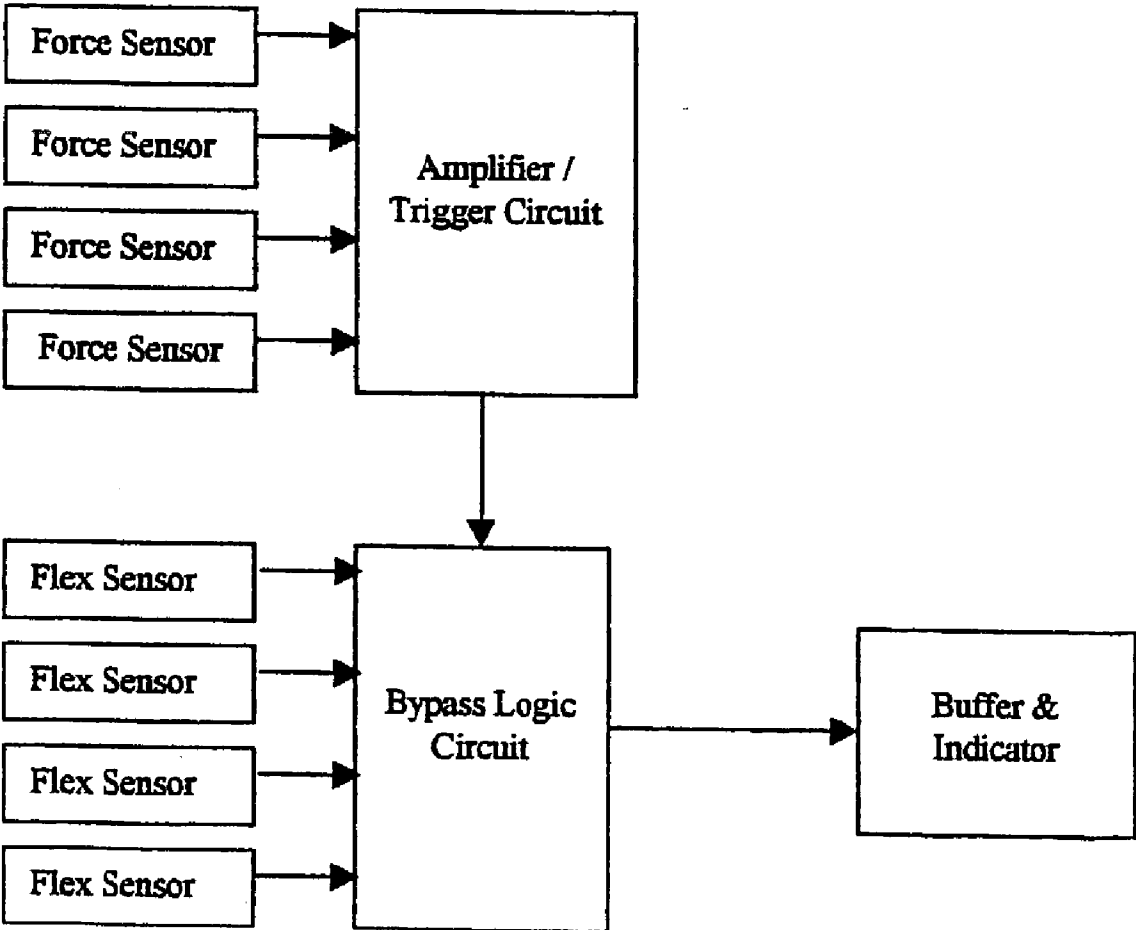 Force Sensor
Force Sensor
Force Sensor
Force Sensor
Amplifier /
Trigger Circuit
Flex Sensor
Flex Sensor
Flex Sensor
Flex Sensor
Bypass Logic
Circuit
Buffer &
Indicator